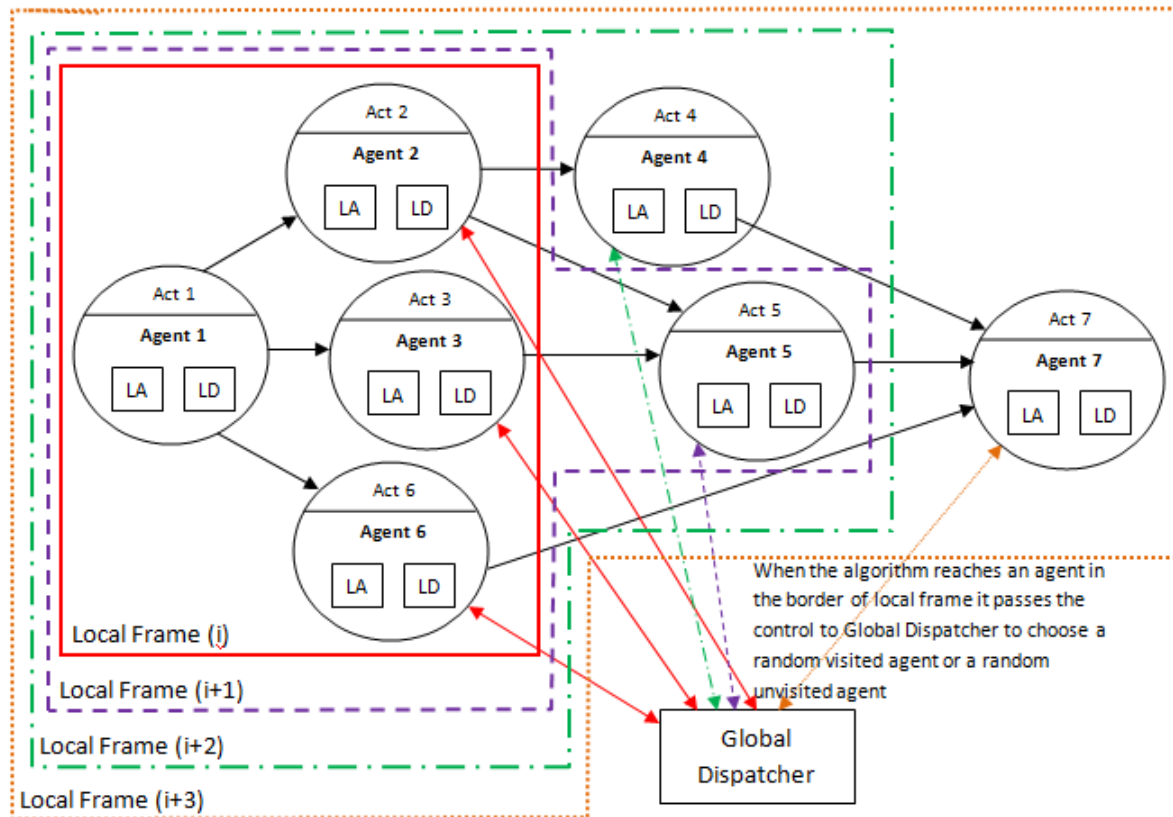 Act 2
Agent 2
LA
LD
Act 4
Agent 4
LA
LD
Act 1
Agent 1
LA
LD
Act 3
Agent 3
LA
LD
Act 5
Agent 5
LA
LD
Act 7
Agent 7
LA
LD
Act 6
Agent 6
LA
LD
Local Frame (i)
Local Frame (i+1)
Local Frame (i+2)
Local Frame (i+3)
When the algorithm reaches an agent in
the border of local frame it passes the
control to Global Dispatcher to choose a
random visited agent or a random
unvisited agent
Global
Dispatcher